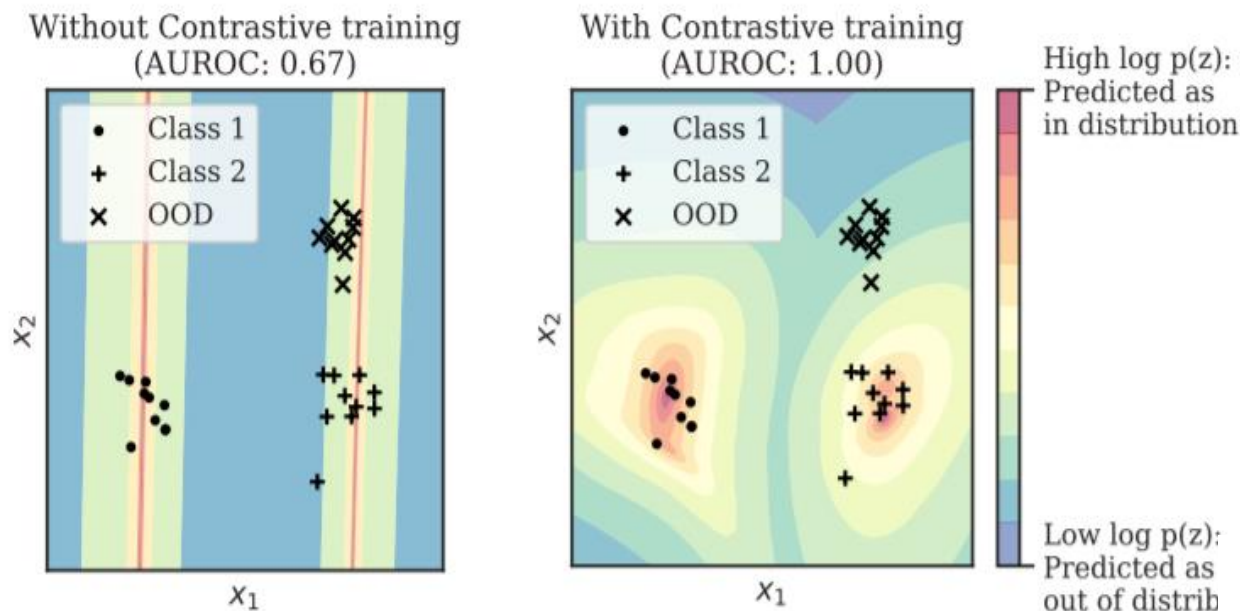 Without Contrastive training
(AUROC: 0.67)
Class 1
Class 2
OOD
x2
x1
With Contrastive training
(AUROC: 1.00)
Class 1
Class 2
OOD
x2
x1
High log p(z):
Predicted as
in distribution
Low log p(z):
Predicted as
out of distrib